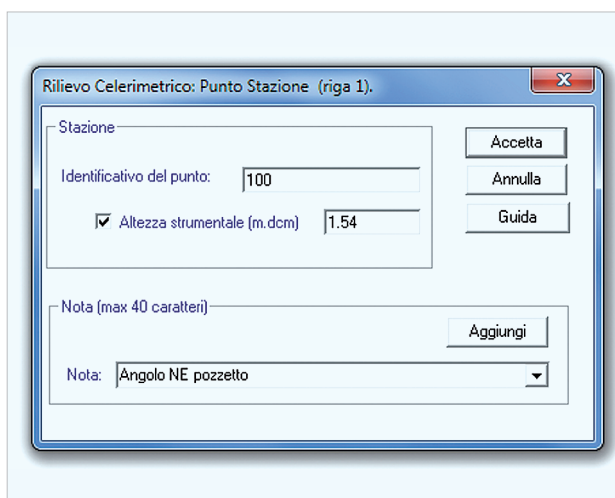 Rilievo Celerimetrico: Punto Stazione (riga 1).
Stazione
Identificativo del punto: 100
Altezza strumentale (m.dcm) 1.54
Accetta
Annulla
Guida
Nota (max 40 caratteri)
Aggiungi
Nota: Angolo NE pozzetto